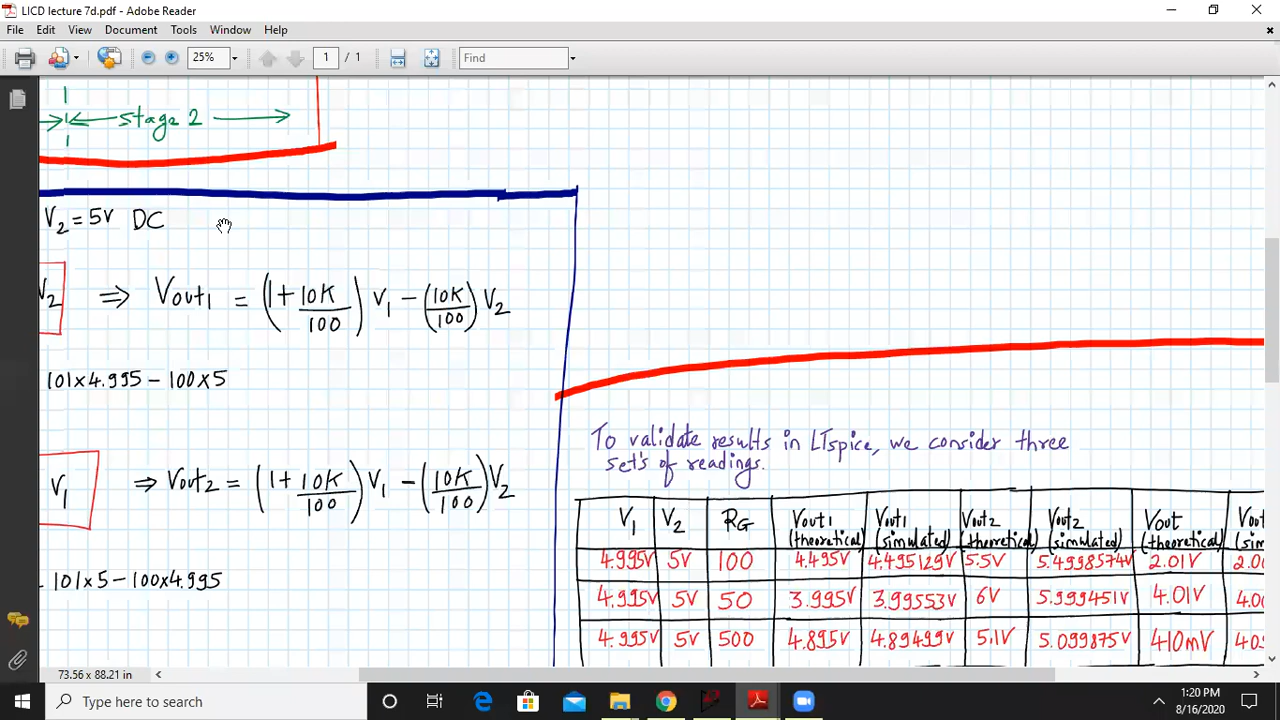 LICD lecture 7d.pdf - Adobe Reader
File Edit View Document Tools Window Help
25% 1 / 1 Find
stage 2
V2 = 5V DC
V2 ⇒ Vout1 = (1+10K/100) V1 − (10K/100) V2
101×4.995 − 100×5
V1 ⇒ Vout2 = (1+10K/100) V1 − (10K/100) V2
- 101×5 − 100×4.995
To validate results in LTspice, we consider three
set's of readings.
V1 V2 RG Vout1 (theoretical) Vout1 (simulated) Vout2 (theoretical) Vout2 (simulated) Vout (theoretical)
4.995V 5V 100 4.495V 4.495129V 5.5V 5.4998574V 2.01V
4.995V 5V 50 3.995V 3.99553V 6V 5.999451V 4.01V
4.995V 5V 500 4.895V 4.89499V 5.1V 5.099875V 410mV
73.56 x 88.21 in
Type here to search
1:20 PM
8/16/2020